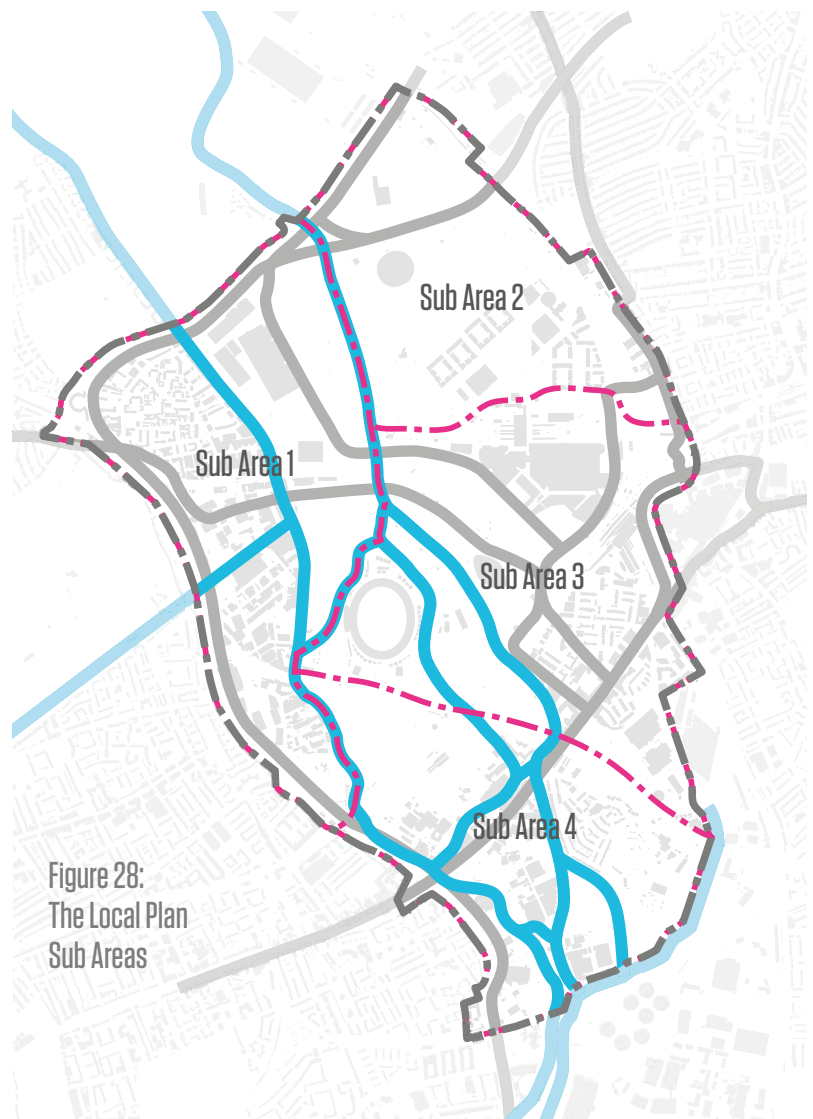 Sub Area 2
Sub Area 1
Sub Area 3
Sub Area 4
Figure 28:
The Local Plan
Sub Areas